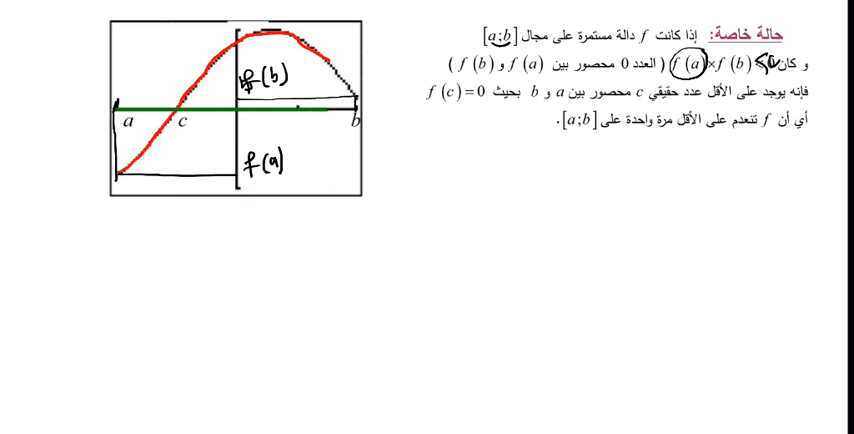 حالة خاصة: إذا كانت f دالة مستمرة على مجال [a;b]
و كان f(a)×f(b)<0 ( العدد 0 محصور بين f(a) و f(b) )
فإنه يوجد على الأقل عدد حقيقي c محصور بين a و b بحيث f(c)=0
أي أن f تنعدم على الأقل مرة واحدة على [a;b].
f(b)
a c b
f(a)